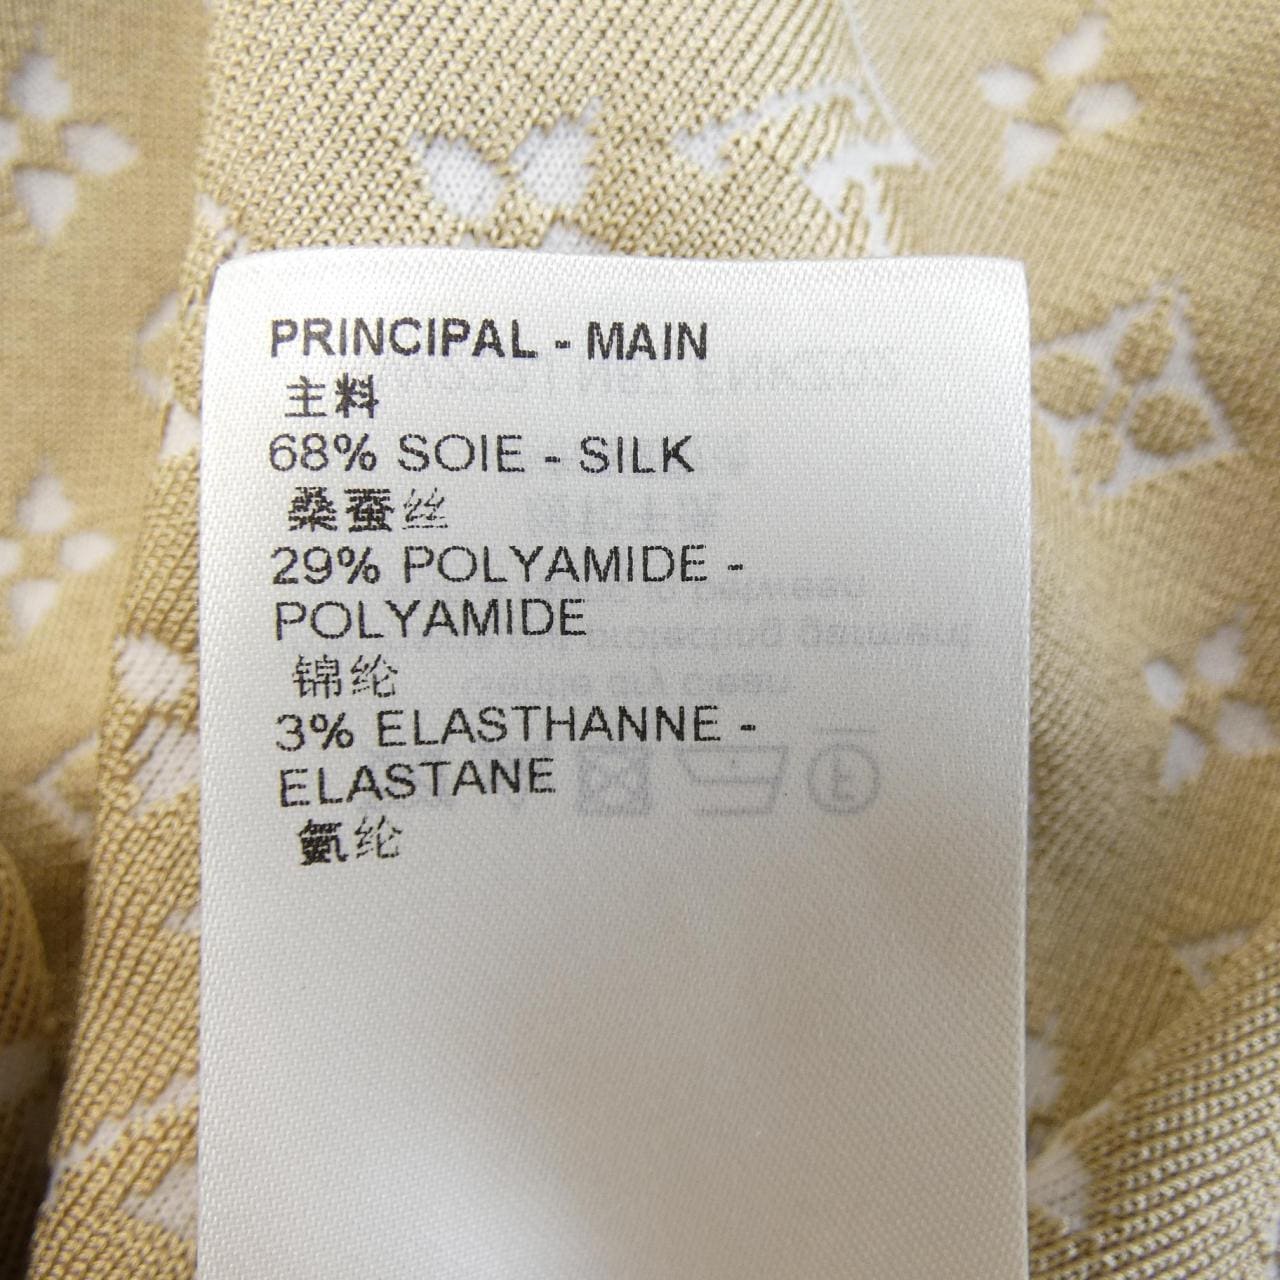 PRINCIPAL - MAIN
主料
68% SOIE - SILK
桑蚕丝
29% POLYAMIDE -
POLYAMIDE
锦纶
3% ELASTHANNE -
ELASTANE
氨纶